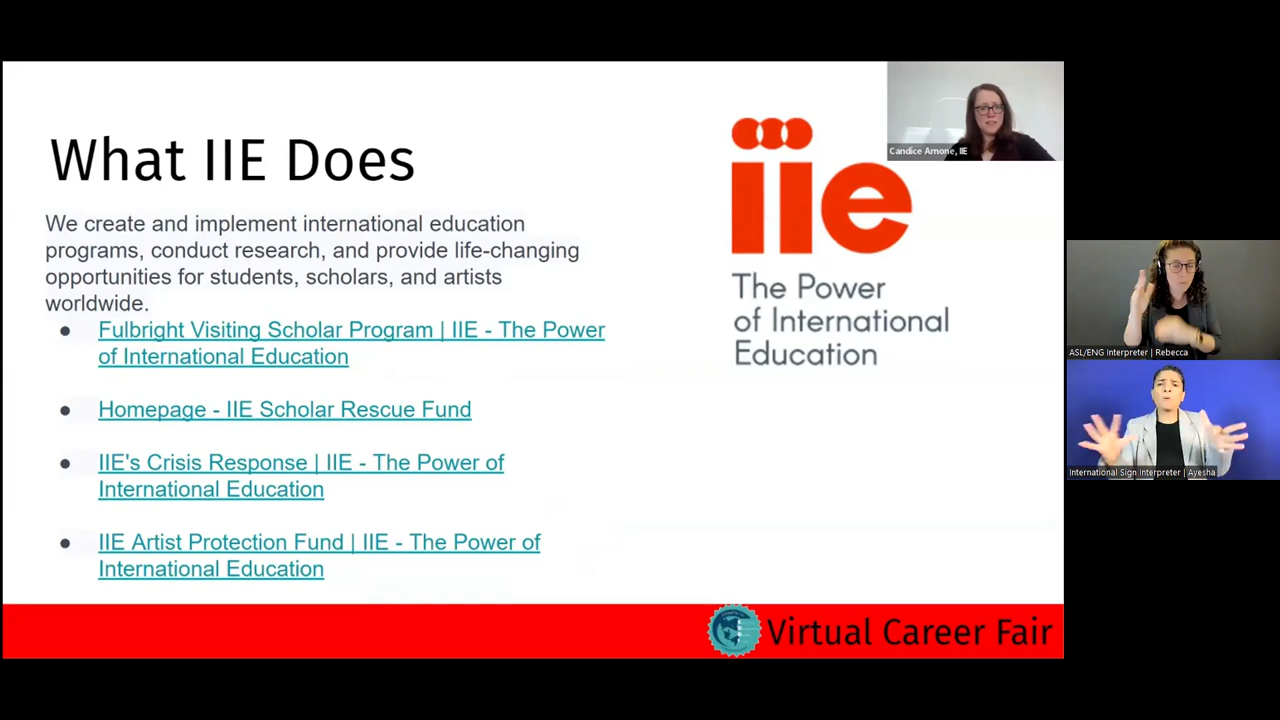 What IIE Does
We create and implement international education
programs, conduct research, and provide life-changing
opportunities for students, scholars, and artists
worldwide.
● Fulbright Visiting Scholar Program | IIE - The Power
of International Education
● Homepage - IIE Scholar Rescue Fund
● IIE's Crisis Response | IIE - The Power of
International Education
● IIE Artist Protection Fund | IIE - The Power of
International Education
iie
The Power
of International
Education
Candice Arnone, IIE
ASL/ENG Interpreter | Rebecca
International Sign Interpreter | Ayesha
Virtual Career Fair